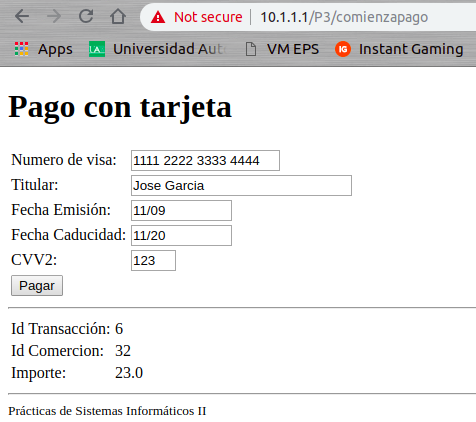 Not secure 10.1.1.1/P3/comienzapago
Apps Universidad Aut VM EPS Instant Gaming
Pago con tarjeta
Numero de visa: 1111 2222 3333 4444
Titular: Jose Garcia
Fecha Emisión: 11/09
Fecha Caducidad: 11/20
CVV2: 123
Pagar
Id Transacción: 6
Id Comercion: 32
Importe: 23.0
Prácticas de Sistemas Informáticos II